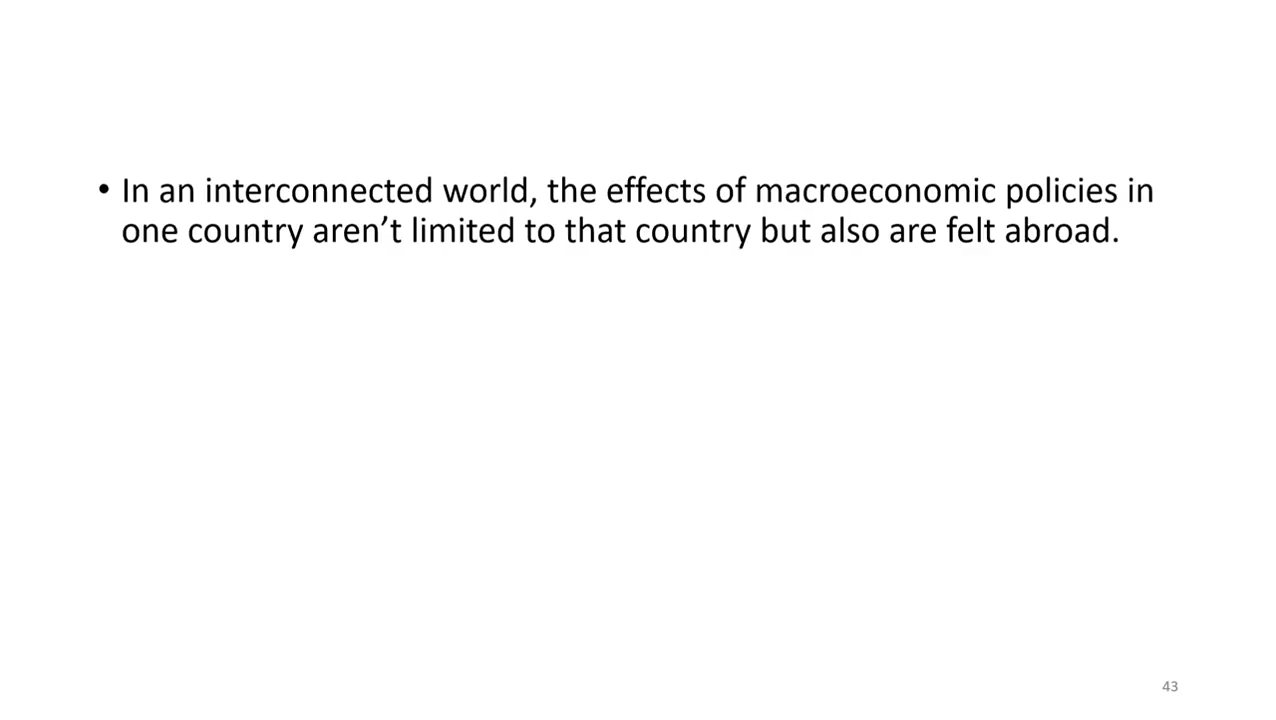 • In an interconnected world, the effects of macroeconomic policies in
one country aren’t limited to that country but also are felt abroad.
43